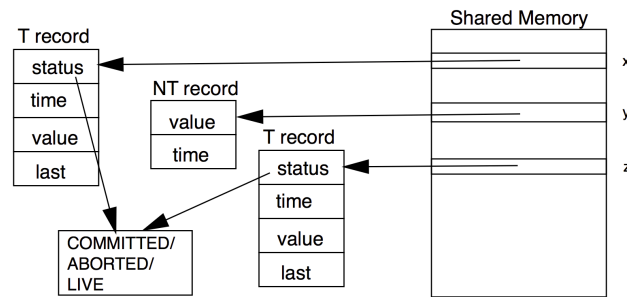 Shared Memory
T record
status
time
value
last
NT record
value
time
T record
status
time
value
last
x
y
z
COMMITTED/
ABORTED/
LIVE